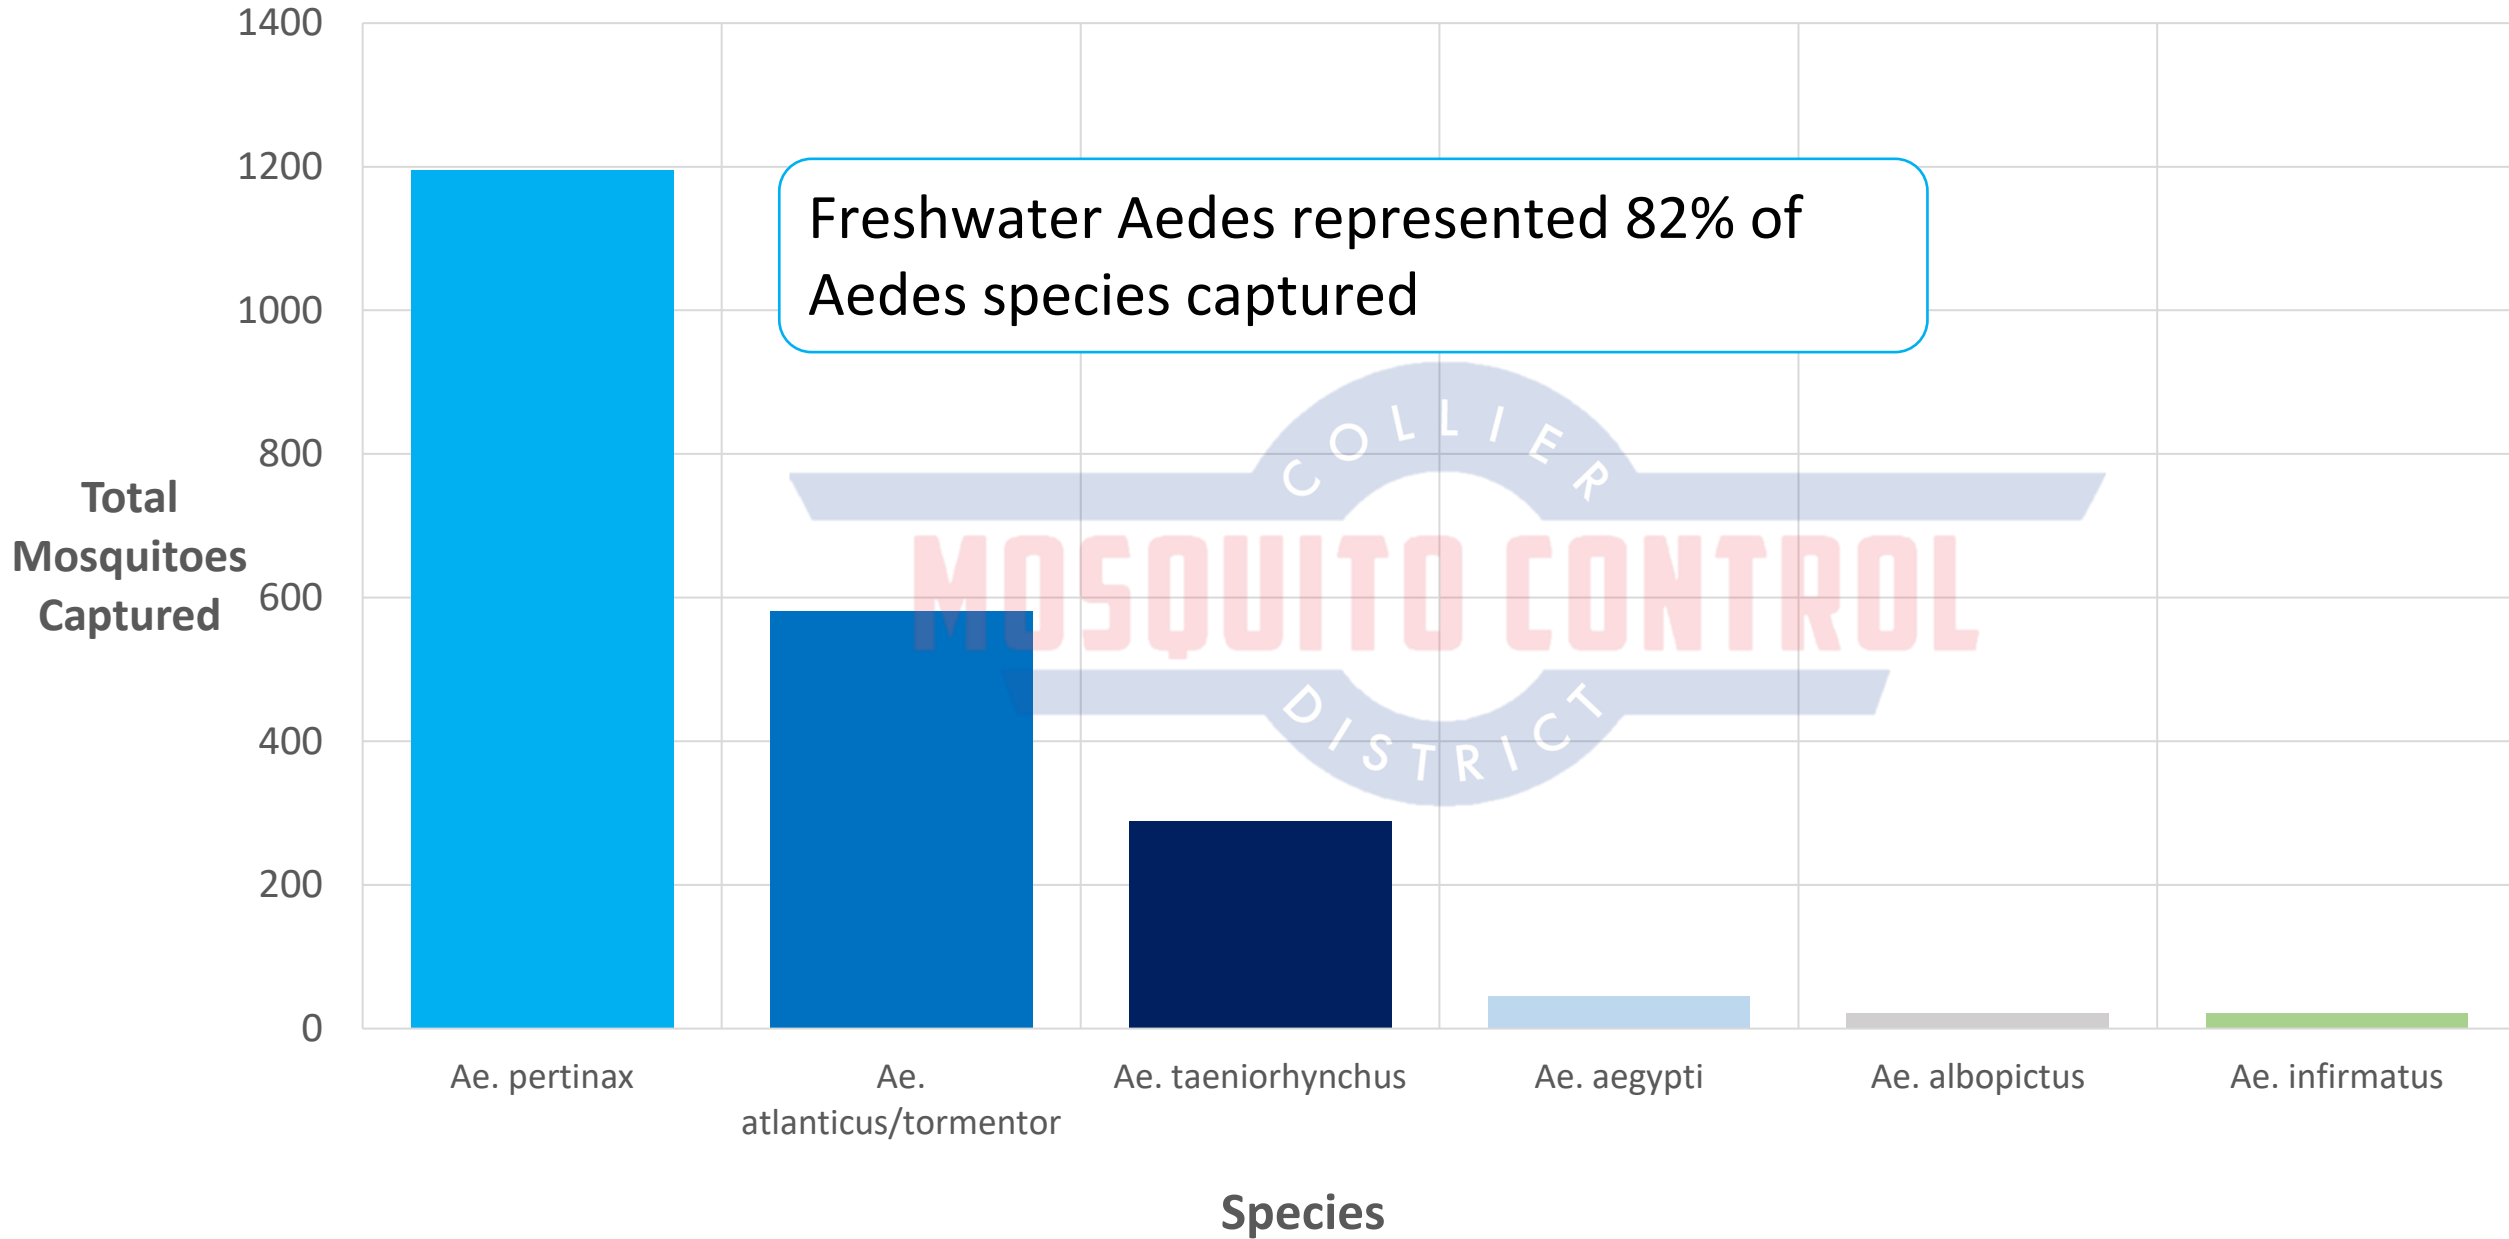 1400
1200
1000
800
600
400
200
0
Total
Mosquitoes
Captured
Freshwater Aedes represented 82% of
Aedes species captured
COLLIER
MOSQUITO CONTROL
DISTRICT
Ae. pertinax
Ae.
atlanticus/tormentor
Ae. taeniorhynchus
Ae. aegypti
Ae. albopictus
Ae. infirmatus
Species